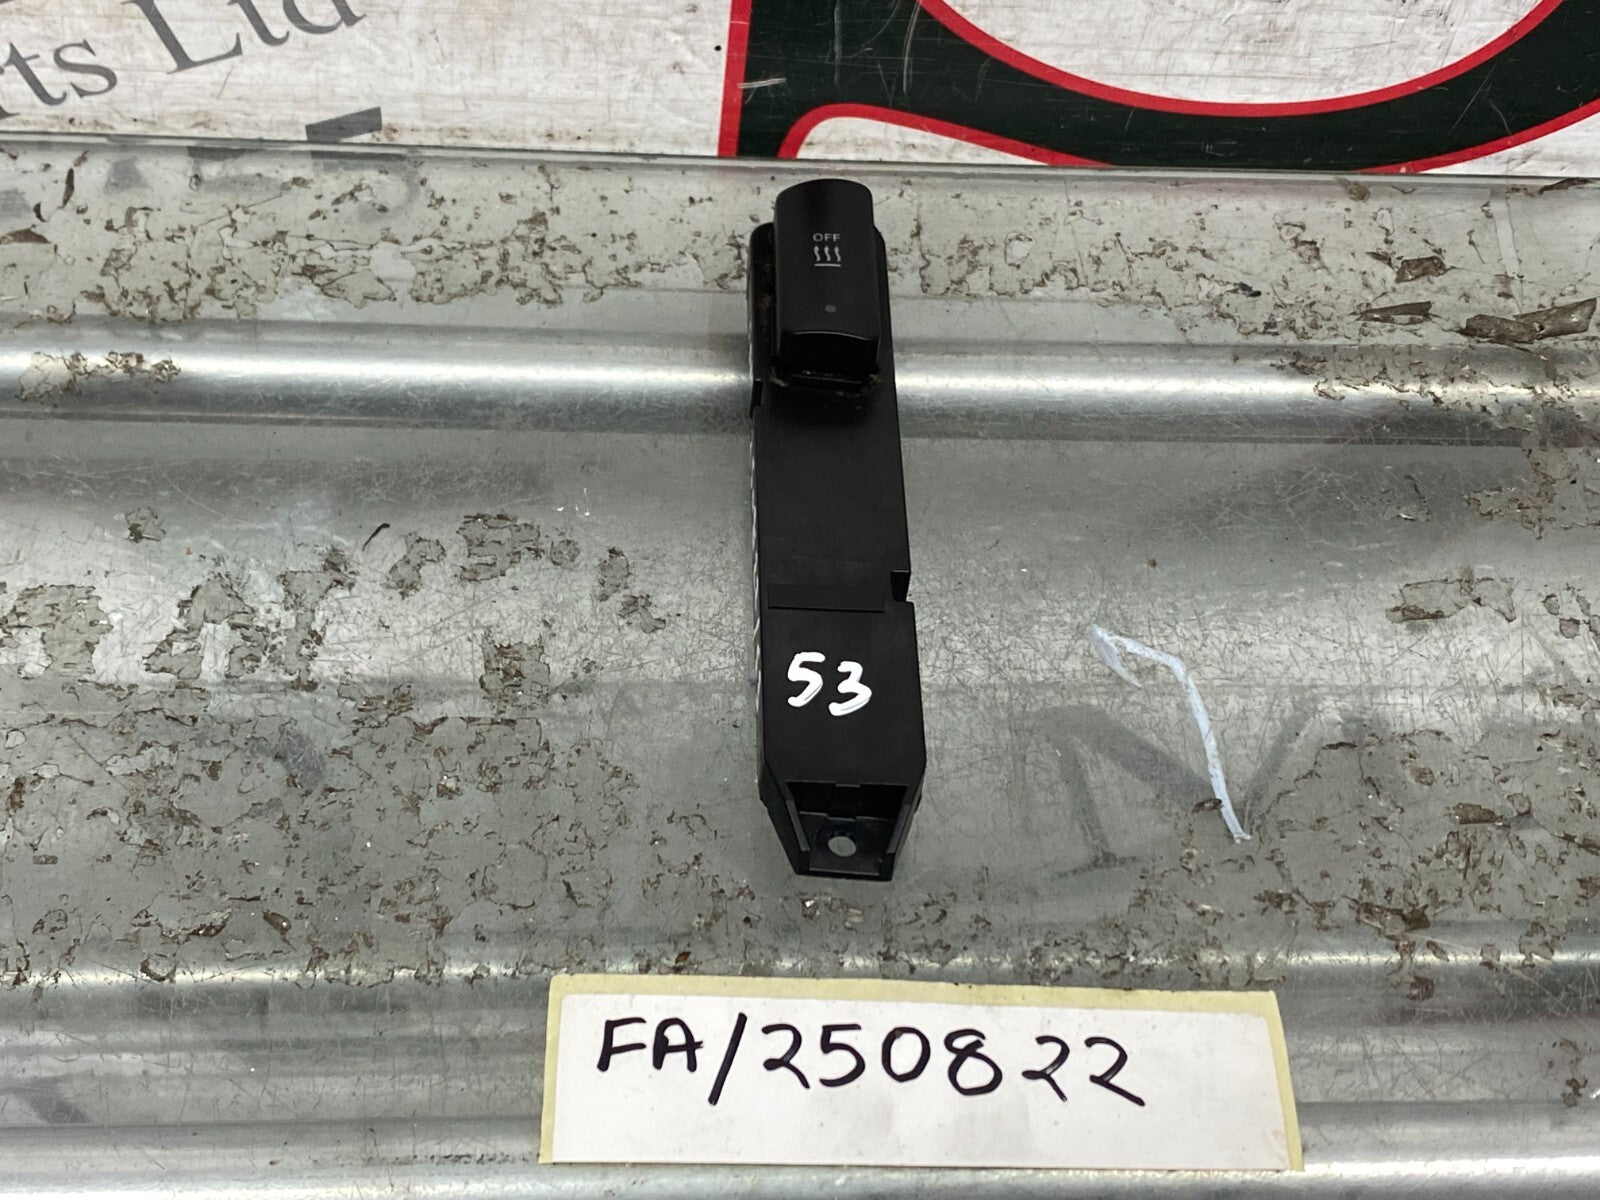 rts Ltd
OFF
53
FA/250822